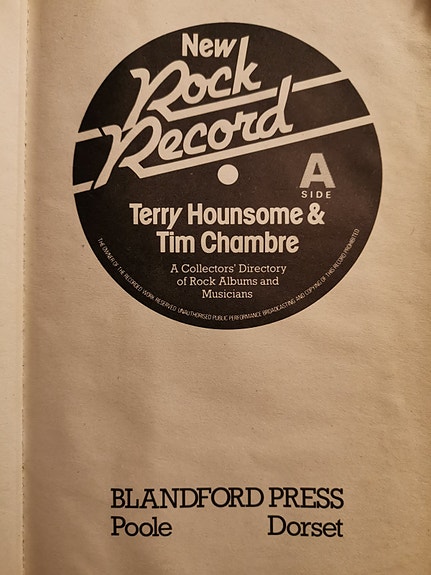 New
Rock
Record
A
SIDE
Terry Hounsome &
Tim Chambre
A Collectors' Directory
of Rock Albums and
Musicians
THE OWNER OF THE RECORDED WORK RESERVED UNAUTHORISED PUBLIC PERFORMANCE BROADCASTING AND COPYING OF THIS RECORD PROHIBITED
BLANDFORD PRESS
Poole Dorset